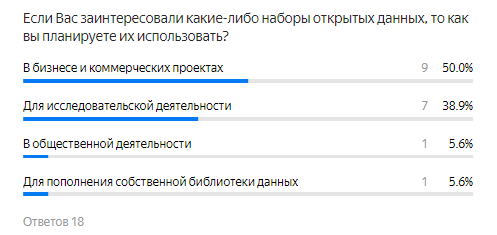 Если Вас заинтересовали какие-либо наборы открытых данных, то как
вы планируете их использовать?
В бизнесе и коммерческих проектах 9 50.0%
Для исследовательской деятельности 7 38.9%
В общественной деятельности 1 5.6%
Для пополнения собственной библиотеки данных 1 5.6%
Ответов 18